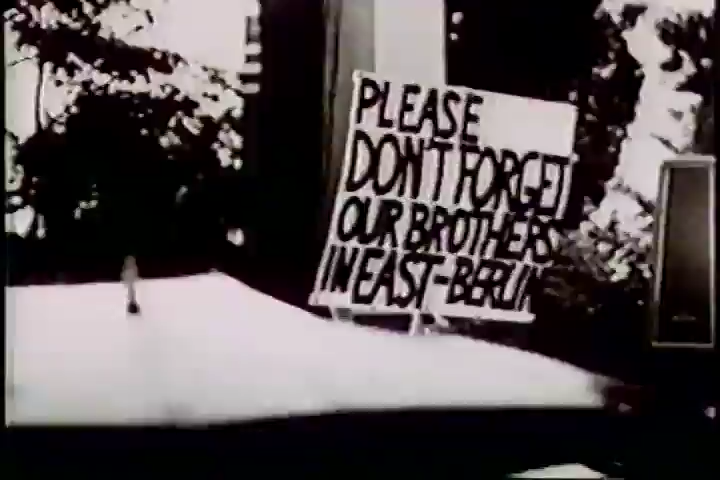 PLEASE
DON'T FORGET
OUR BROTHERS
IN EAST-BERLIN